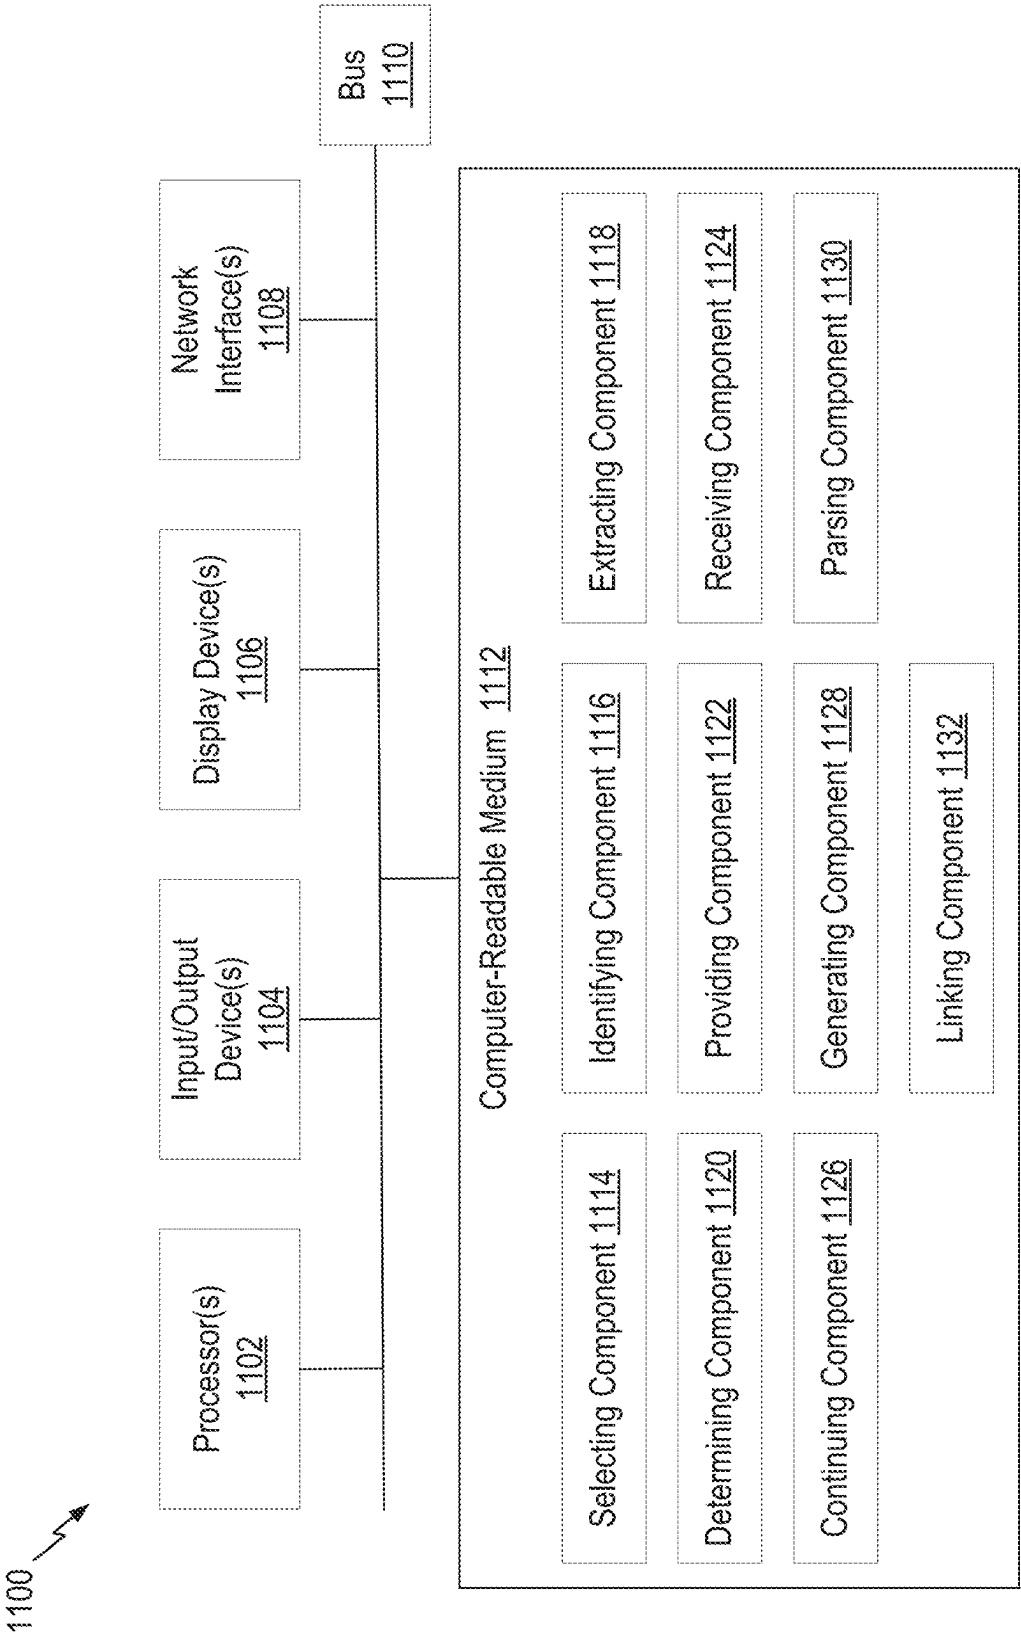 1100
Processor(s)
1102
Input/Output
Device(s)
1104
Display Device(s)
1106
Network
Interface(s)
1108
Bus
1110
Computer-Readable Medium 1112
Selecting Component 1114
Identifying Component 1116
Extracting Component 1118
Determining Component 1120
Providing Component 1122
Receiving Component 1124
Continuing Component 1126
Generating Component 1128
Parsing Component 1130
Linking Component 1132